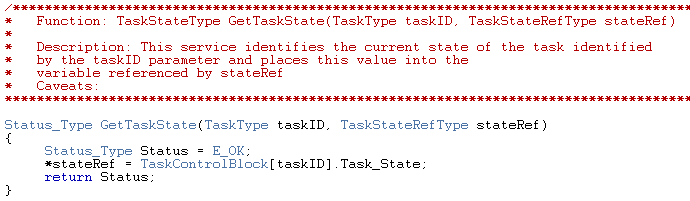 /***********************************************************************************
*   Function: TaskStateType GetTaskState(TaskType taskID, TaskStateRefType stateRef)
*
*   Description: This service identifies the current state of the task identified
*   by the taskID parameter and places this value into the
*   variable referenced by stateRef
*   Caveats:
************************************************************************************
Status_Type GetTaskState(TaskType taskID, TaskStateRefType stateRef)
{
Status_Type Status = E_OK;
*stateRef = TaskControlBlock[taskID].Task_State;
return Status;
}